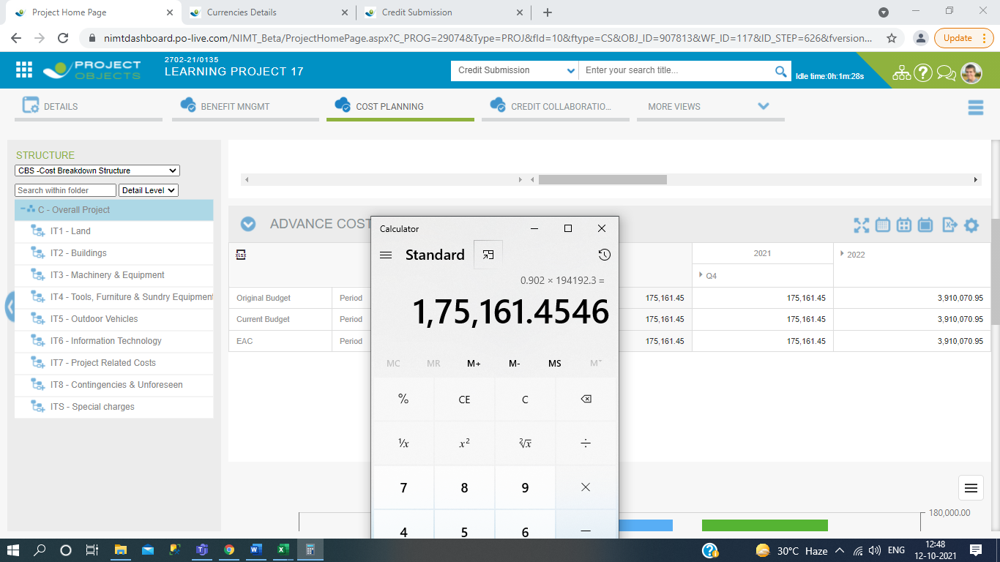 Project Home Page
Currencies Details
Credit Submission
nimtdashboard.po-live.com/NIMT_Beta/ProjectHomePage.aspx?C_PROG=29074&Type=PROJ&fId=10&ftype=CS&OBJ_ID=907813&WF_ID=117&ID_STEP=626&fversion...
Update
PROJECT OBJECTS
2702-21/0135
LEARNING PROJECT 17
Credit Submission
Enter your search title...
Idle time:0h:1m:28s
DETAILS
BENEFIT MNGMT
COST PLANNING
CREDIT COLLABORATIO...
MORE VIEWS
STRUCTURE
CBS -Cost Breakdown Structure
Search within folder
Detail Level
C - Overall Project
IT1 - Land
IT2 - Buildings
IT3 - Machinery & Equipment
IT4 - Tools, Furniture & Sundry Equipment
IT5 - Outdoor Vehicles
IT6 - Information Technology
IT7 - Project Related Costs
IT8 - Contingencies & Unforeseen
ITS - Special charges
ADVANCE COST
XLSX
2021
2022
Q4
Original Budget Period 175,161.45 175,161.45 3,910,070.95
Current Budget Period 175,161.45 175,161.45 3,910,070.95
EAC Period 175,161.45 175,161.45 3,910,070.95
Calculator
Standard
0.902 × 194192.3 =
1,75,161.4546
MC MR M+ M- MS M˅
% CE C
¹/x x² ²√x ÷
7 8 9 ×
4 5 6 −
180,000.00
30°C Haze
ENG
12:48
12-10-2021